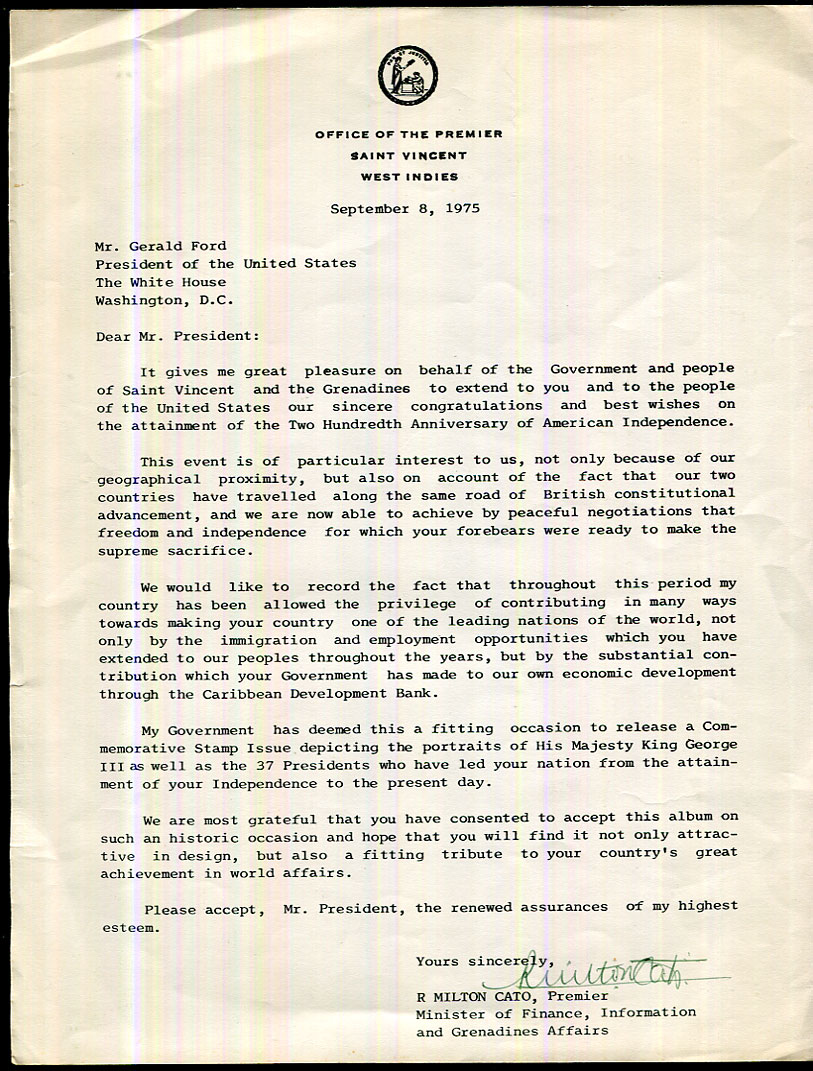 PAX ET JUSTITIA
OFFICE OF THE PREMIER
SAINT VINCENT
WEST INDIES
September 8, 1975
Mr. Gerald Ford
President of the United States
The White House
Washington, D.C.
Dear Mr. President:
It gives me great pleasure on behalf of the Government and people
of Saint Vincent and the Grenadines to extend to you and to the people
of the United States our sincere congratulations and best wishes on
the attainment of the Two Hundredth Anniversary of American Independence.
This event is of particular interest to us, not only because of our
geographical proximity, but also on account of the fact that our two
countries have travelled along the same road of British constitutional
advancement, and we are now able to achieve by peaceful negotiations that
freedom and independence for which your forebears were ready to make the
supreme sacrifice.
We would like to record the fact that throughout this period my
country has been allowed the privilege of contributing in many ways
towards making your country one of the leading nations of the world, not
only by the immigration and employment opportunities which you have
extended to our peoples throughout the years, but by the substantial con-
tribution which your Government has made to our own economic development
through the Caribbean Development Bank.
My Government has deemed this a fitting occasion to release a Com-
memorative Stamp Issue depicting the portraits of His Majesty King George
III as well as the 37 Presidents who have led your nation from the attain-
ment of your Independence to the present day.
We are most grateful that you have consented to accept this album on
such an historic occasion and hope that you will find it not only attrac-
tive in design, but also a fitting tribute to your country's great
achievement in world affairs.
Please accept, Mr. President, the renewed assurances of my highest
esteem.
Yours sincerely,
R Milton Cato
R MILTON CATO, Premier
Minister of Finance, Information
and Grenadines Affairs